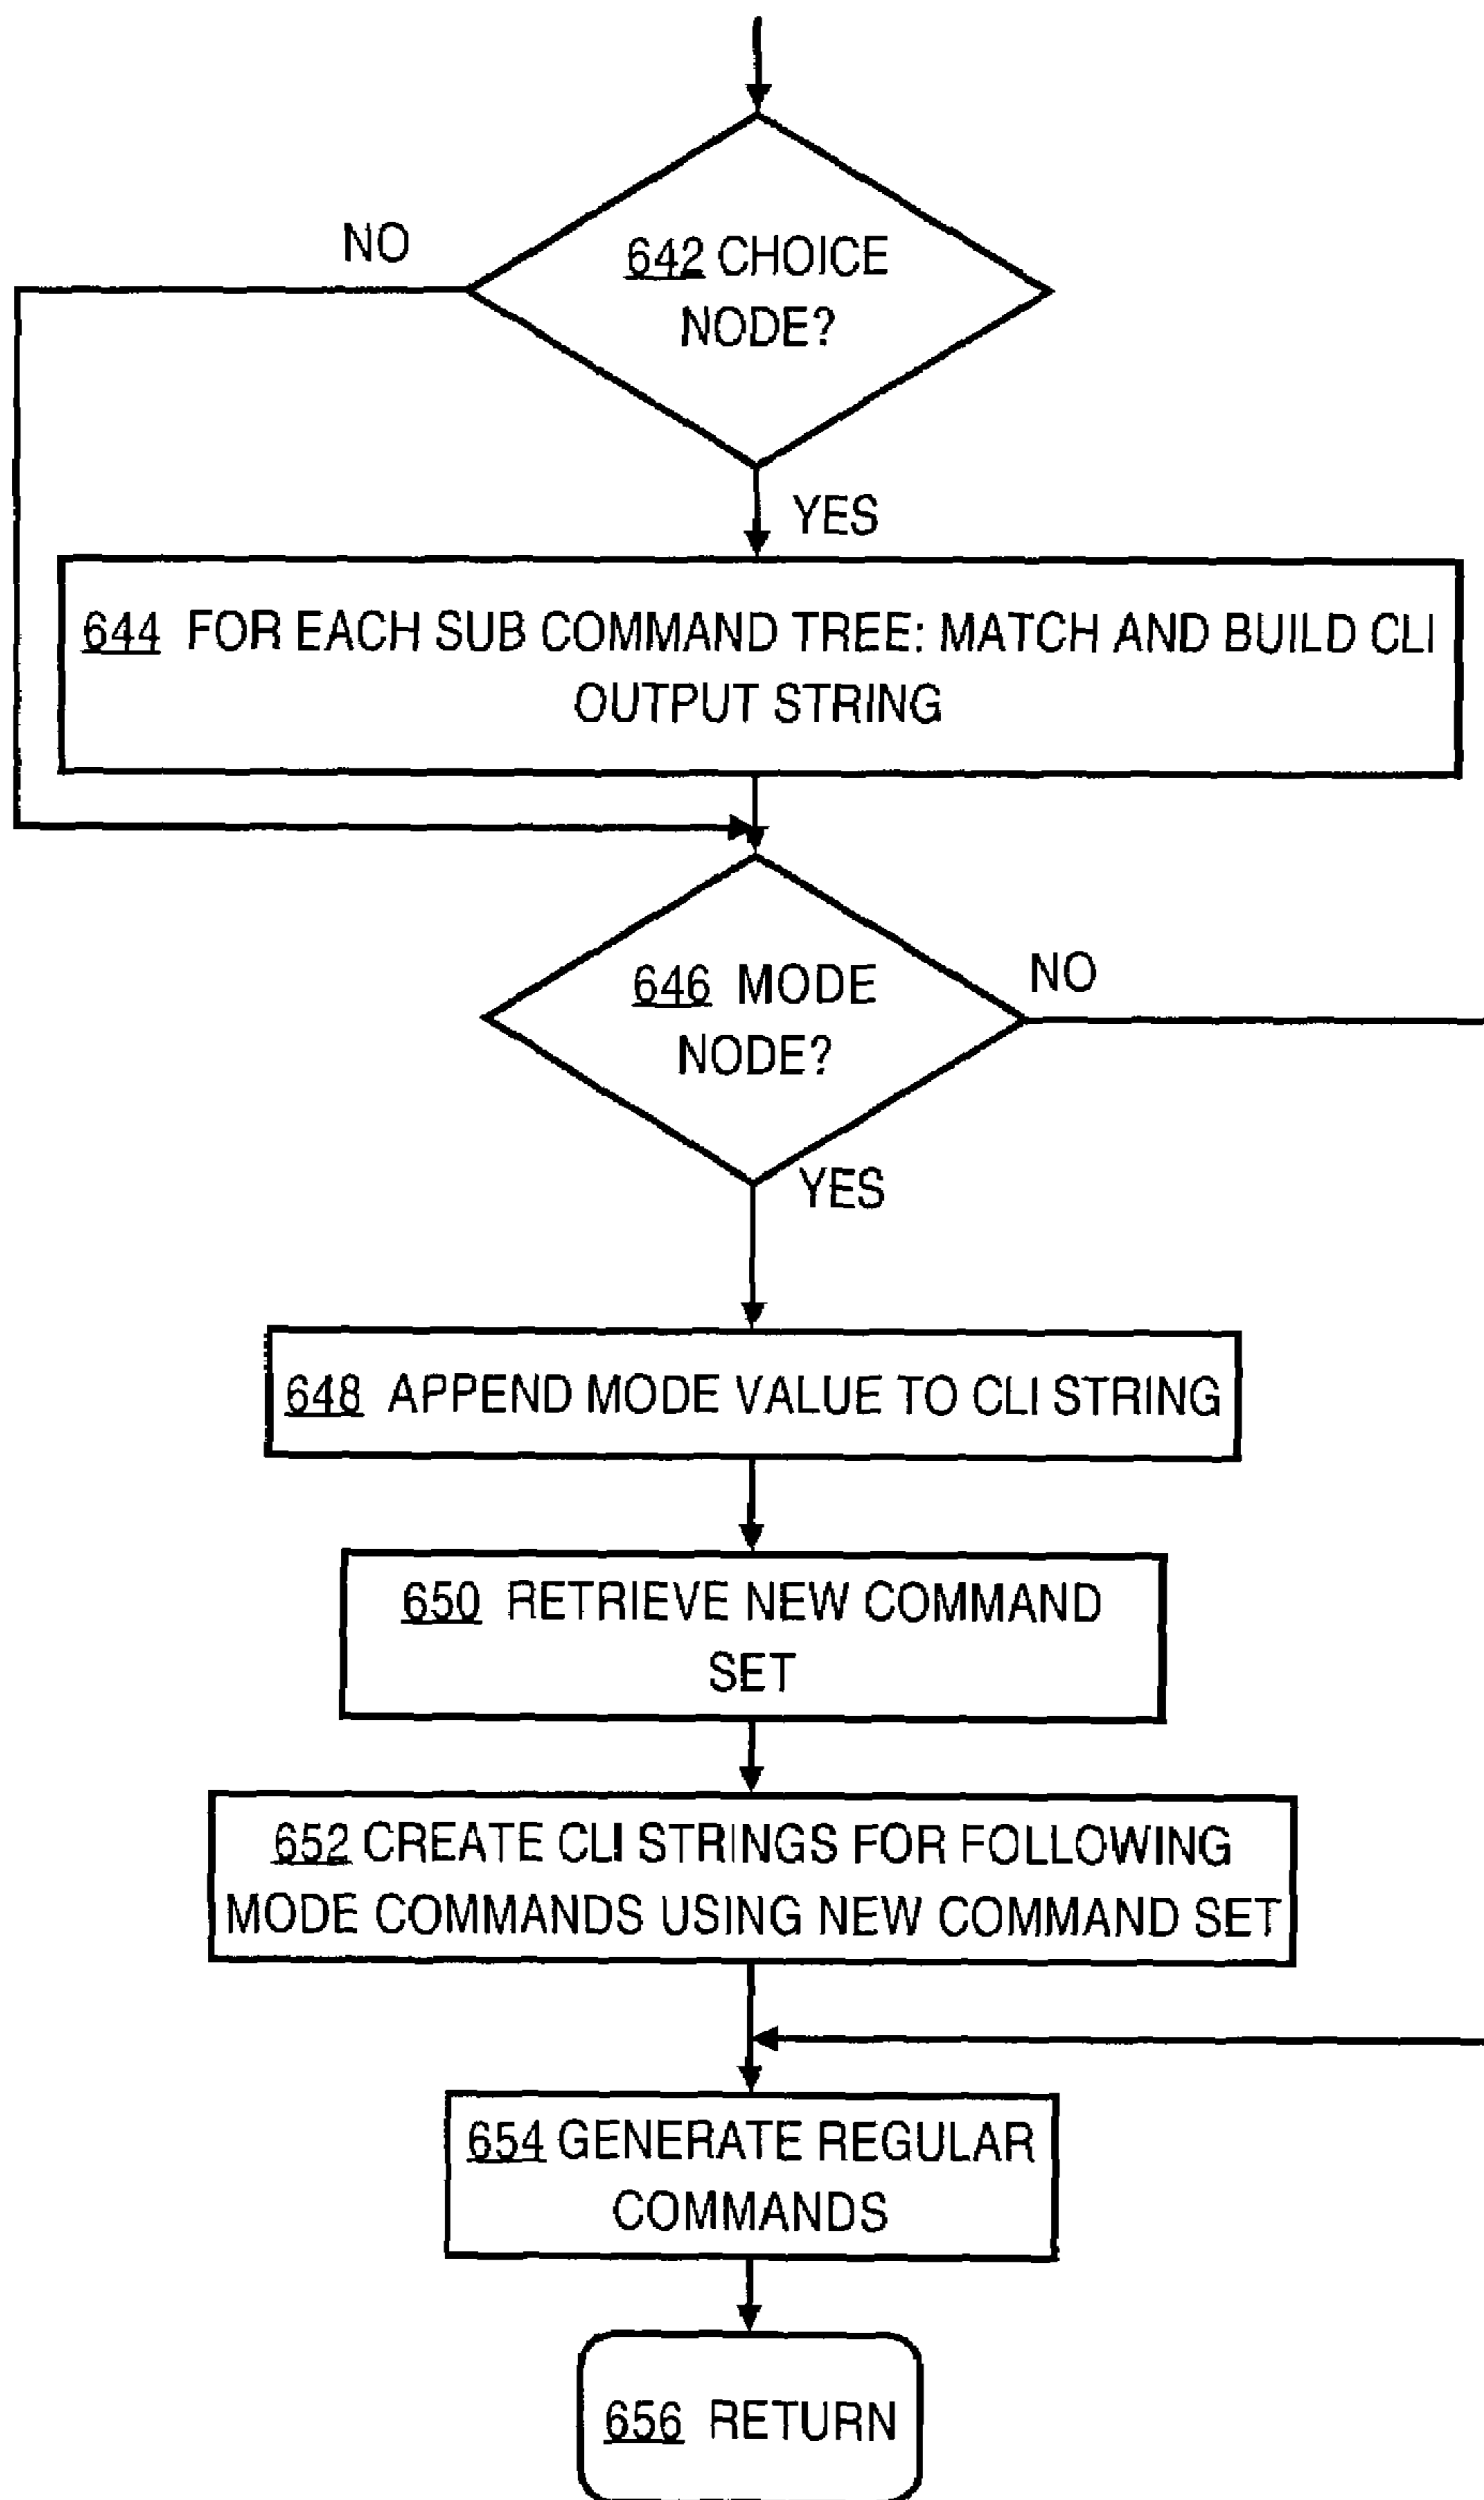 NO
642 CHOICE
NODE?
YES
644 FOR EACH SUB COMMAND TREE: MATCH AND BUILD CLI
OUTPUT STRING
646 MODE
NODE?
NO
YES
648 APPEND MODE VALUE TO CLI STRING
650 RETRIEVE NEW COMMAND
SET
652 CREATE CLI STRINGS FOR FOLLOWING
MODE COMMANDS USING NEW COMMAND SET
654 GENERATE REGULAR
COMMANDS
656 RETURN